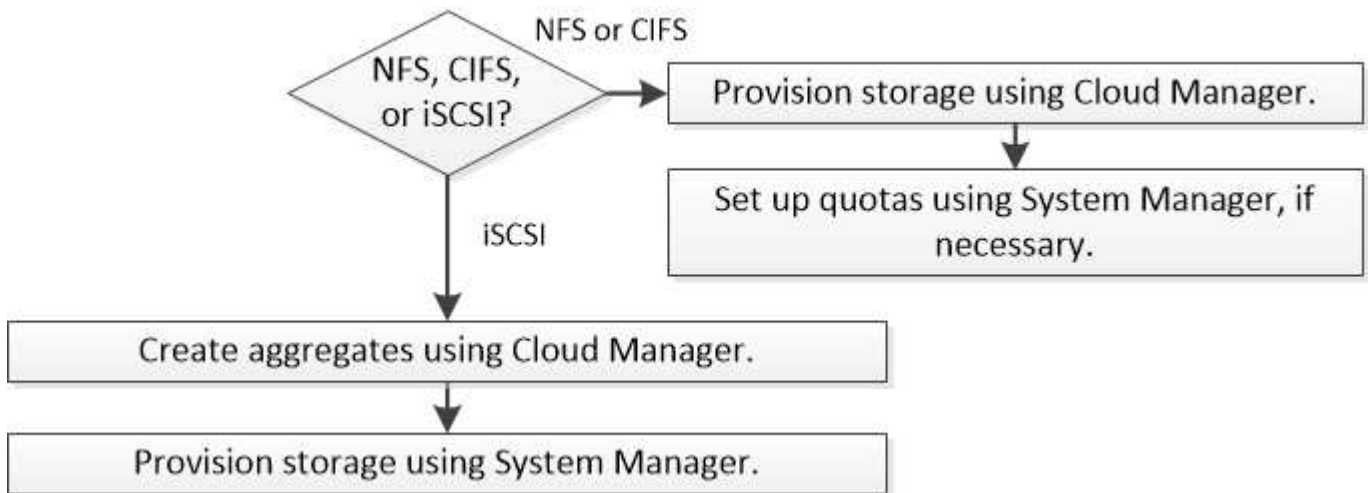 NFS or CIFS
NFS, CIFS,
or iSCSI?
Provision storage using Cloud Manager.
Set up quotas using System Manager, if
necessary.
iSCSI
Create aggregates using Cloud Manager.
Provision storage using System Manager.